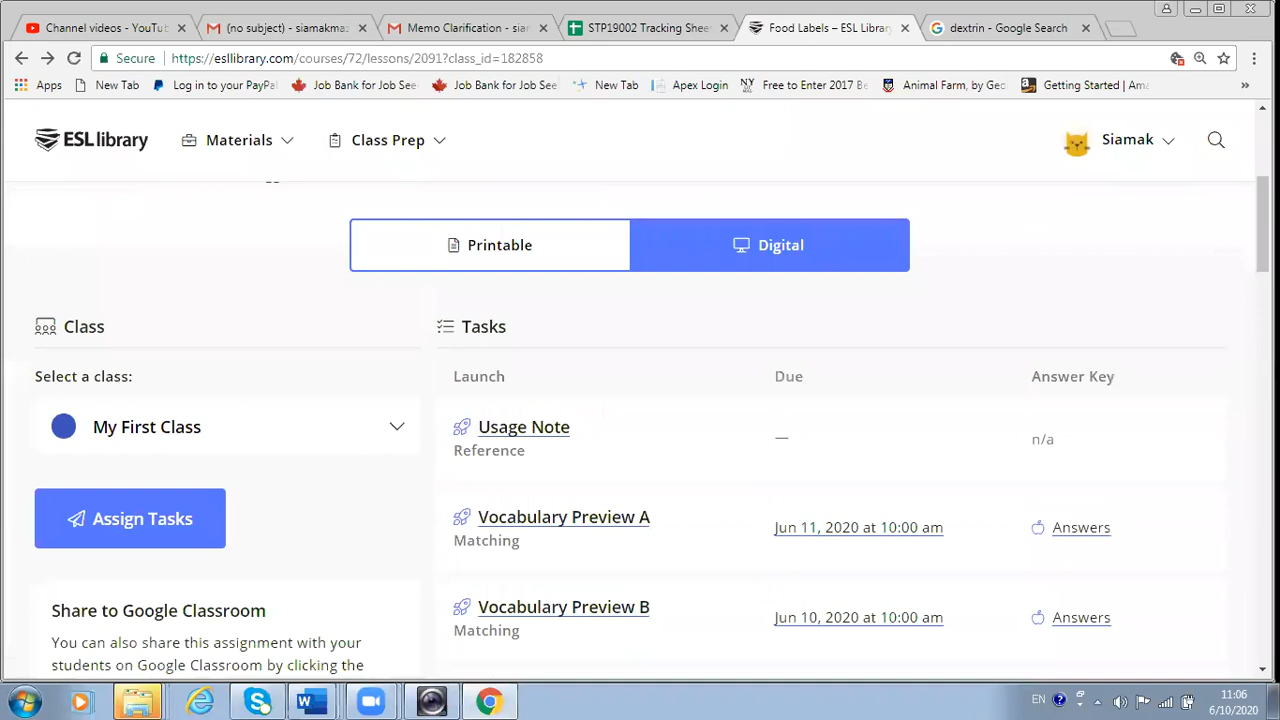 Channel videos - YouTub
(no subject) - siamakmaz
Memo Clarification - siar
STP19002 Tracking Shee
Food Labels – ESL Library
dextrin - Google Search
Secure
https://esllibrary.com/courses/72/lessons/2091?class_id=182858
Apps
New Tab
Log in to your PayPal
Job Bank for Job See
Job Bank for Job See
New Tab
Apex Login
Free to Enter 2017 Be
Animal Farm, by Geo
Getting Started | Ama
»
ESL library
Materials
Class Prep
Siamak
Printable
Digital
Class
Tasks
Select a class:
Launch
Due
Answer Key
My First Class
Usage Note
—
n/a
Reference
Assign Tasks
Vocabulary Preview A
Jun 11, 2020 at 10:00 am
Answers
Matching
Share to Google Classroom
Vocabulary Preview B
Jun 10, 2020 at 10:00 am
Answers
Matching
You can also share this assignment with your
students on Google Classroom by clicking the
EN
11:06
6/10/2020